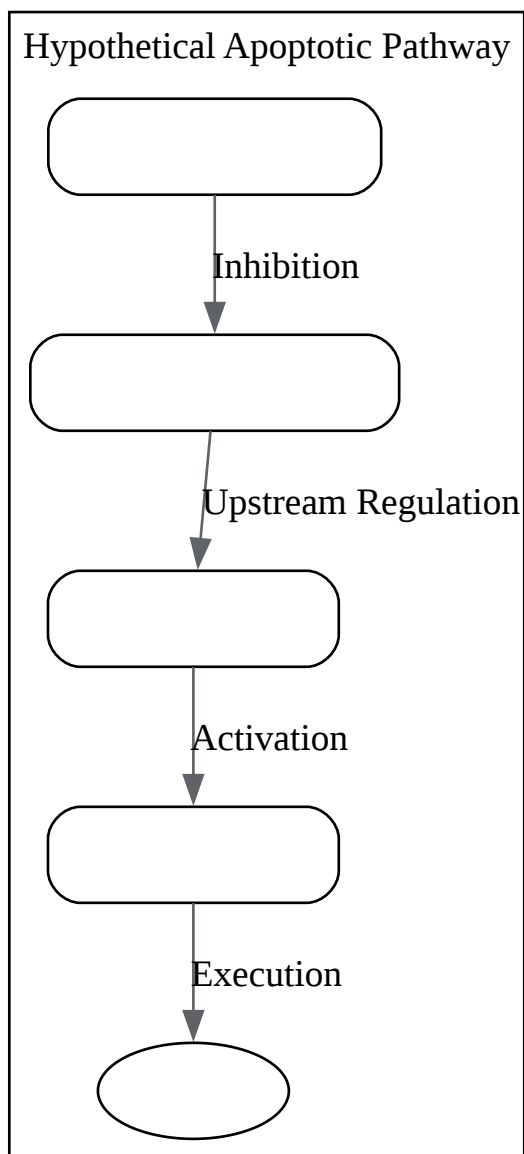 Hypothetical Apoptotic Pathway
Inhibition
Upstream Regulation
Activation
Execution